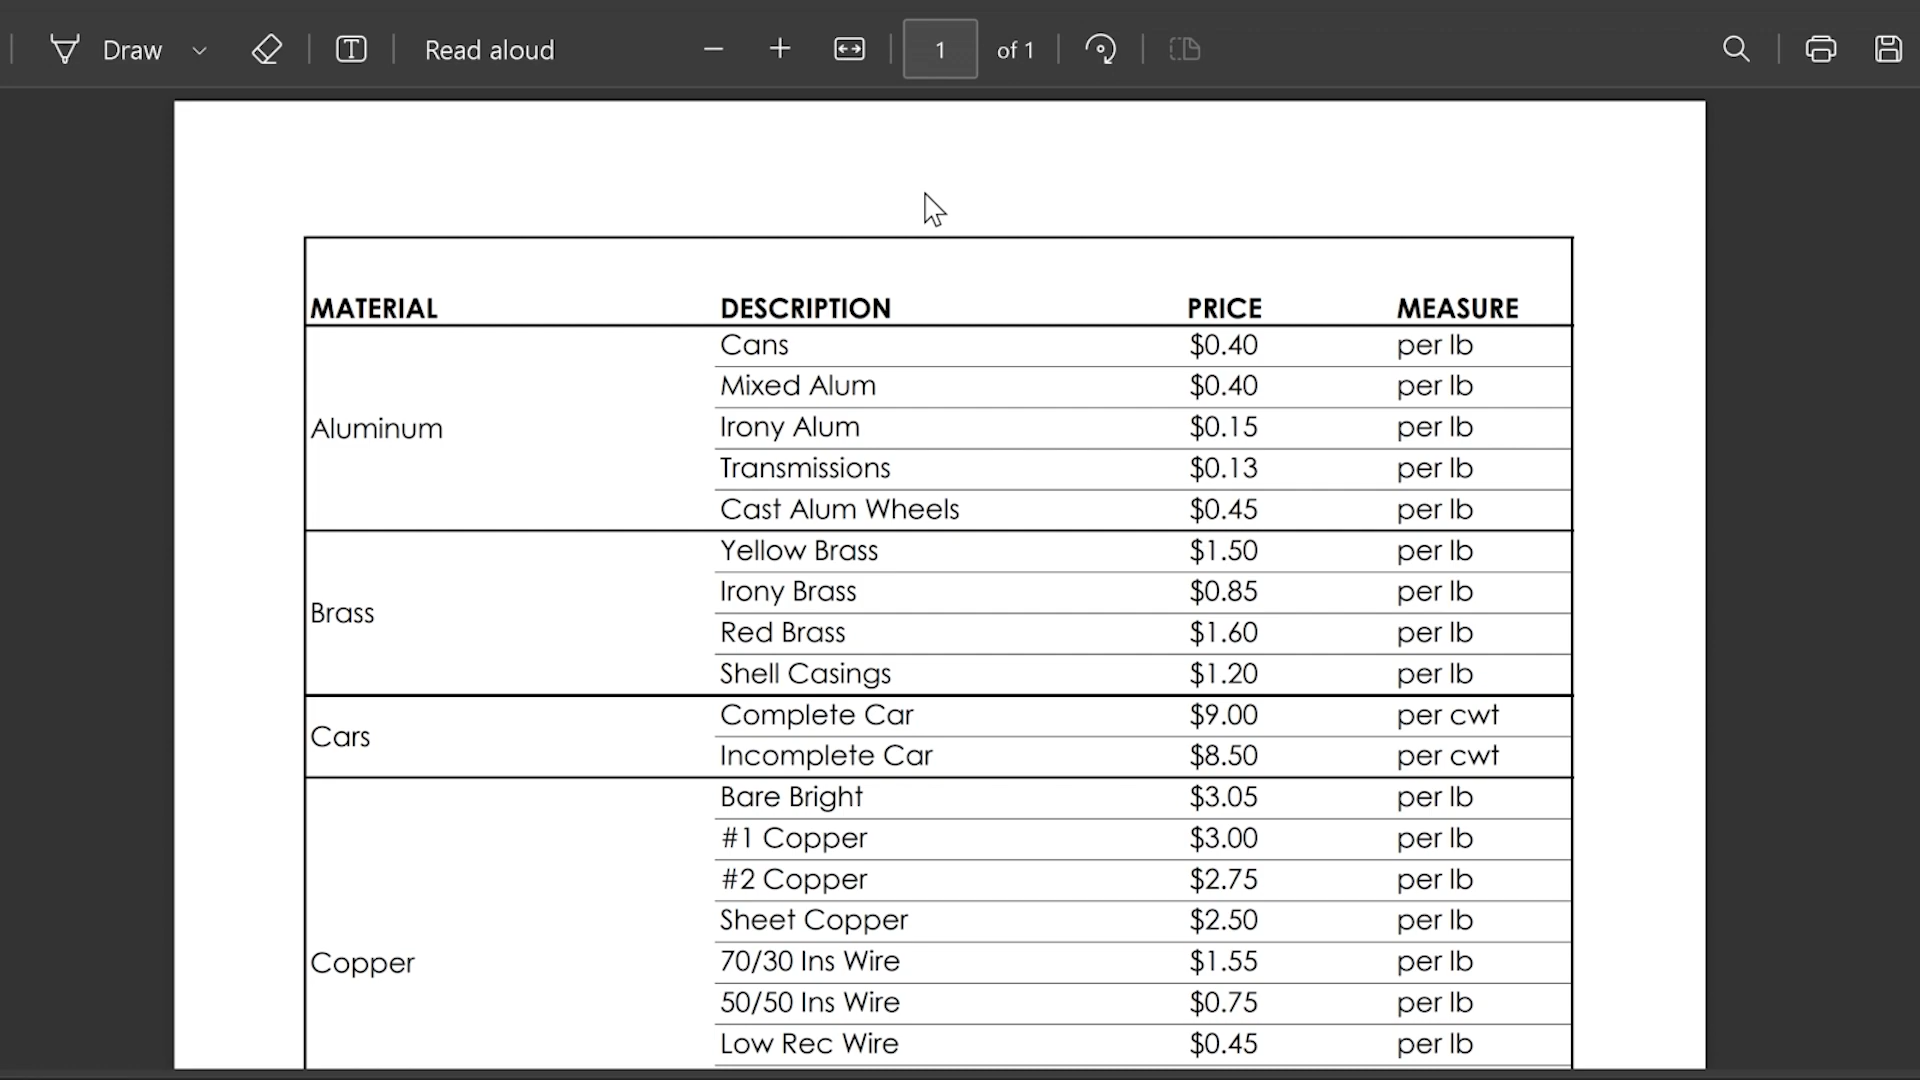 Draw Read aloud 1 of 1
MATERIAL DESCRIPTION PRICE MEASURE
Aluminum
Cans $0.40 per lb
Mixed Alum $0.40 per lb
Irony Alum $0.15 per lb
Transmissions $0.13 per lb
Cast Alum Wheels $0.45 per lb
Brass
Yellow Brass $1.50 per lb
Irony Brass $0.85 per lb
Red Brass $1.60 per lb
Shell Casings $1.20 per lb
Cars
Complete Car $9.00 per cwt
Incomplete Car $8.50 per cwt
Copper
Bare Bright $3.05 per lb
#1 Copper $3.00 per lb
#2 Copper $2.75 per lb
Sheet Copper $2.50 per lb
70/30 Ins Wire $1.55 per lb
50/50 Ins Wire $0.75 per lb
Low Rec Wire $0.45 per lb